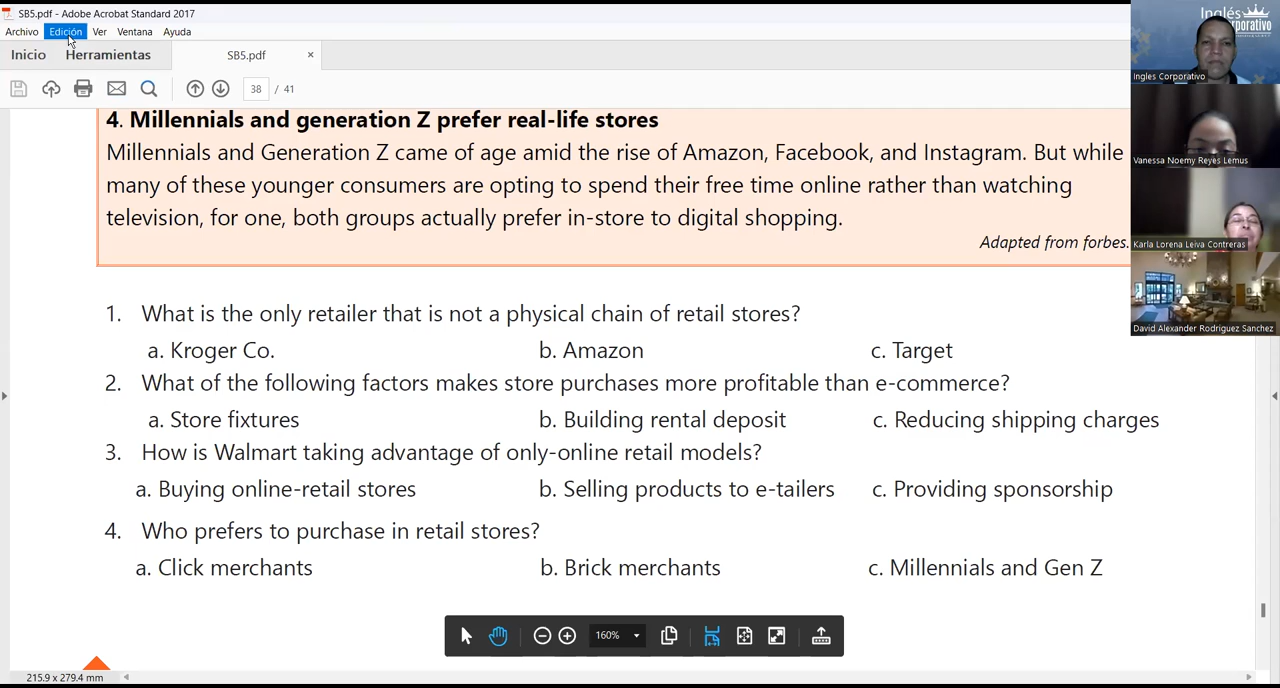 SB5.pdf - Adobe Acrobat Standard 2017
Archivo Edición Ver Ventana Ayuda
Inicio Herramientas SB5.pdf ×
38 / 41
4. Millennials and generation Z prefer real-life stores
Millennials and Generation Z came of age amid the rise of Amazon, Facebook, and Instagram. But while
many of these younger consumers are opting to spend their free time online rather than watching
television, for one, both groups actually prefer in-store to digital shopping.
Adapted from forbes.
1. What is the only retailer that is not a physical chain of retail stores?
a. Kroger Co. b. Amazon c. Target
2. What of the following factors makes store purchases more profitable than e-commerce?
a. Store fixtures b. Building rental deposit c. Reducing shipping charges
3. How is Walmart taking advantage of only-online retail models?
a. Buying online-retail stores b. Selling products to e-tailers c. Providing sponsorship
4. Who prefers to purchase in retail stores?
a. Click merchants b. Brick merchants c. Millennials and Gen Z
160%
215.9 x 279.4 mm
Inglés
Ingles Corporativo
Vanessa Noemy Reyes Lemus
Karla Lorena Leiva Contreras
David Alexander Rodriguez Sanchez